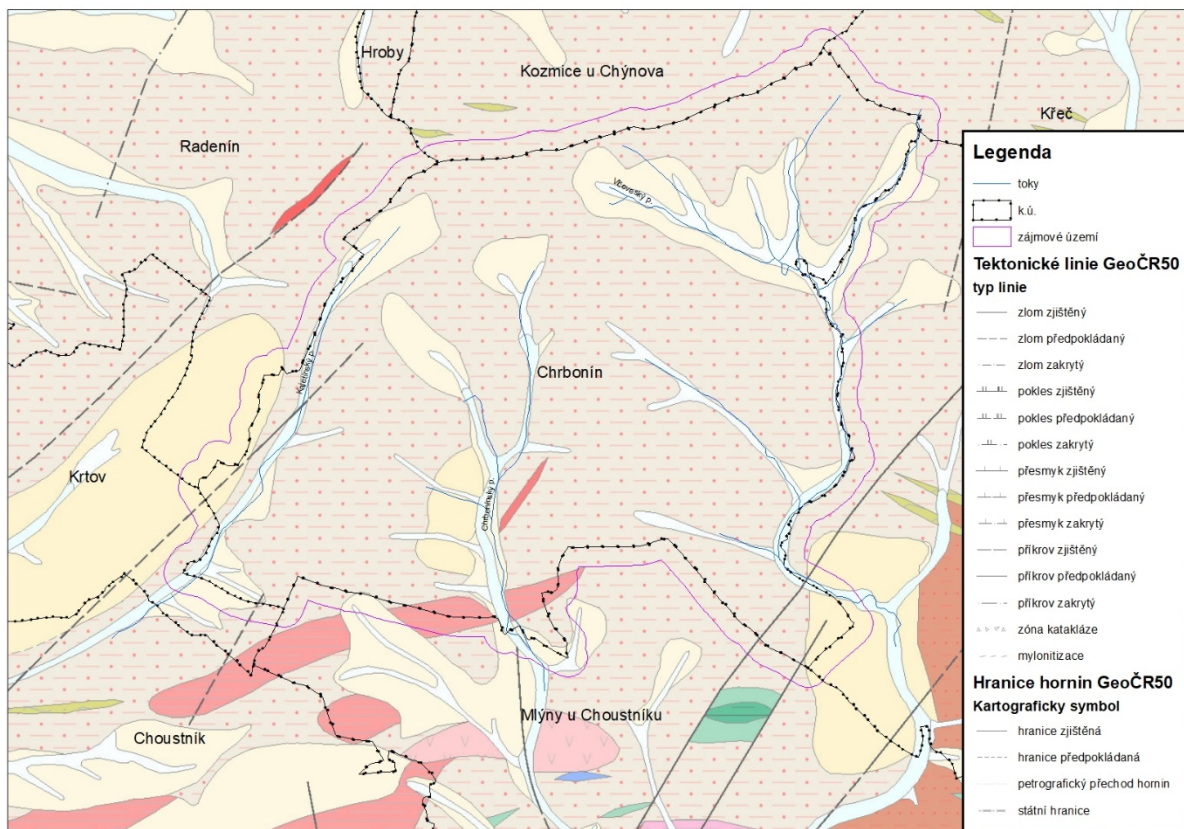 Hroby
Kozmice u Chýnova
Křeč
Radenín
Chrbonín
Krtov
Choustník
Mlýny u Choustníku
Chrbonínský p.
Legenda
toky
k.ú.
zájmové území
Tektonické linie GeoČR50
typ linie
zlom zjištěný
zlom předpokládaný
zlom zakrytý
pokles zjištěný
pokles předpokládaný
pokles zakrytý
přesmyk zjištěný
přesmyk předpokládaný
přesmyk zakrytý
příkrov zjištěný
příkrov předpokládaný
příkrov zakrytý
zóna katakláze
mylonitizace
Hranice hornin GeoČR50
Kartograficky symbol
hranice zjištěná
hranice předpokládaná
petrografický přechod hornin
státní hranice